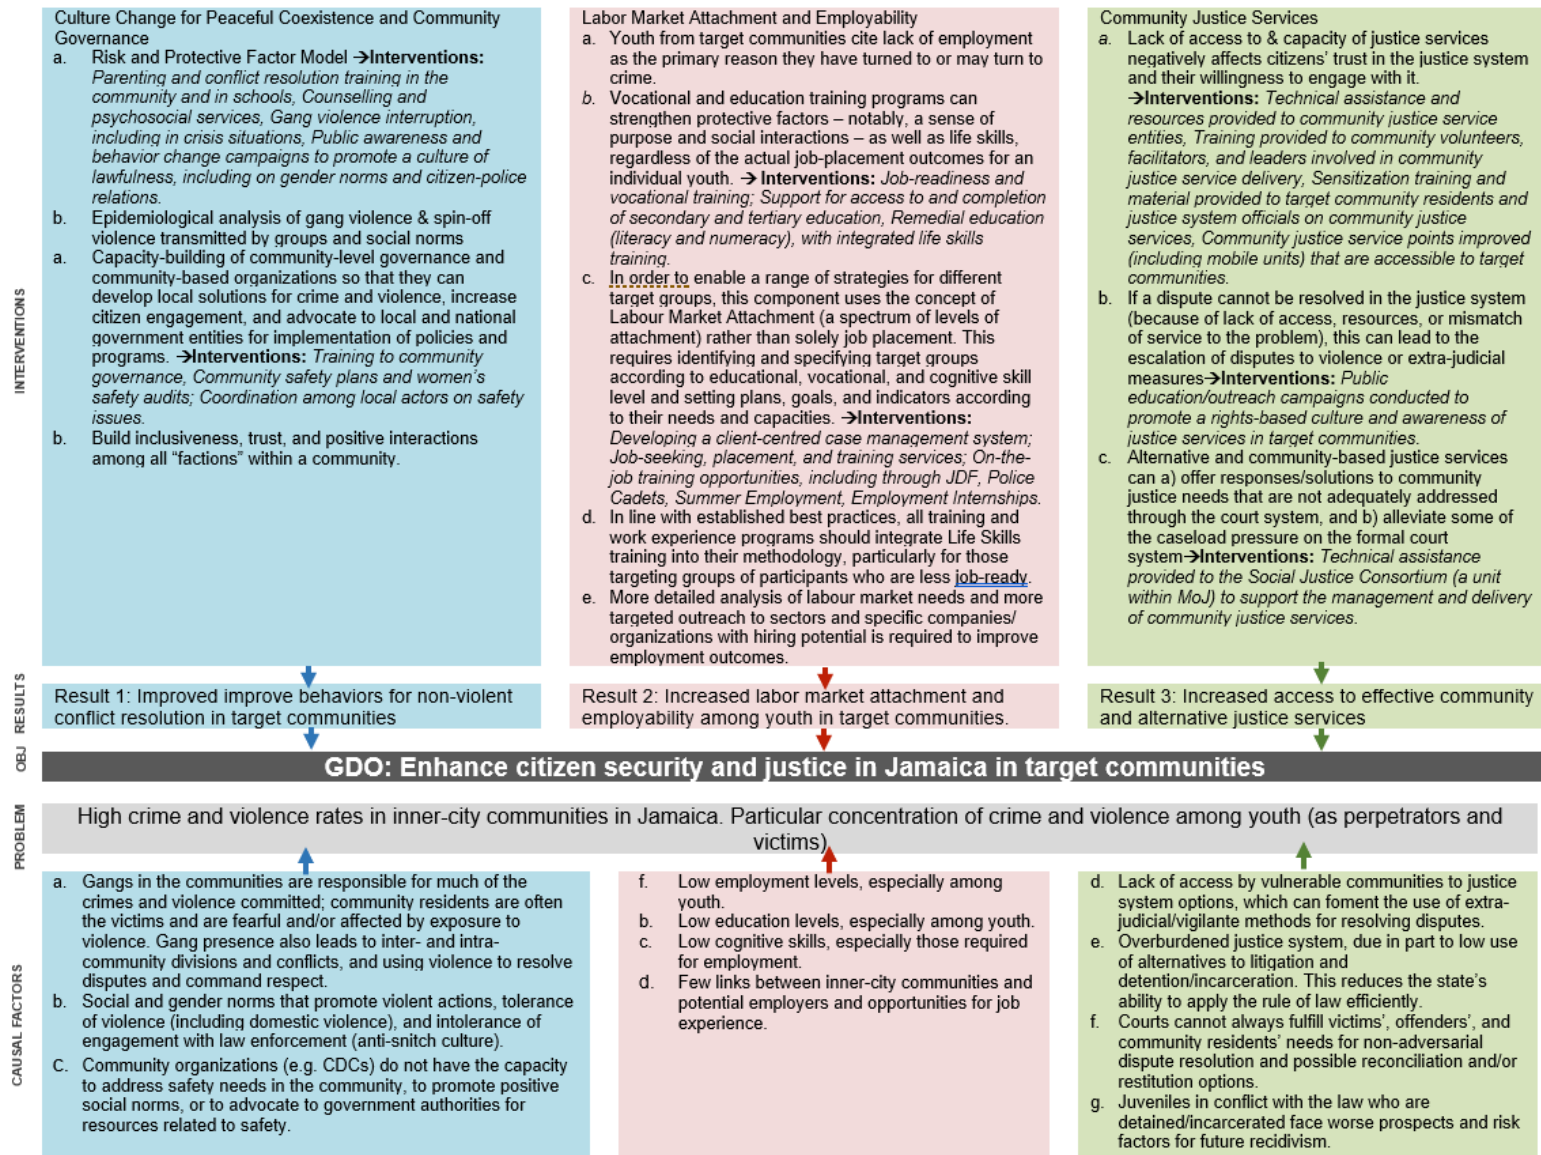 Culture Change for Peaceful Coexistence and Community
Governance
a. Risk and Protective Factor Model →Interventions:
Parenting and conflict resolution training in the
community and in schools, Counselling and
psychosocial services, Gang violence interruption,
including in crisis situations, Public awareness and
behavior change campaigns to promote a culture of
lawfulness, including on gender norms and citizen-police
relations.
b. Epidemiological analysis of gang violence & spin-off
violence transmitted by groups and social norms
a. Capacity-building of community-level governance and
community-based organizations so that they can
develop local solutions for crime and violence, increase
citizen engagement, and advocate to local and national
government entities for implementation of policies and
programs. →Interventions: Training to community
governance, Community safety plans and women's
safety audits; Coordination among local actors on safety
issues.
b. Build inclusiveness, trust, and positive interactions
among all "factions" within a community.
Labor Market Attachment and Employability
a. Youth from target communities cite lack of employment
as the primary reason they have turned to or may turn to
crime.
b. Vocational and education training programs can
strengthen protective factors – notably, a sense of
purpose and social interactions – as well as life skills,
regardless of the actual job-placement outcomes for an
individual youth. → Interventions: Job-readiness and
vocational training; Support for access to and completion
of secondary and tertiary education, Remedial education
(literacy and numeracy), with integrated life skills
training.
c. In order to enable a range of strategies for different
target groups, this component uses the concept of
Labour Market Attachment (a spectrum of levels of
attachment) rather than solely job placement. This
requires identifying and specifying target groups
according to educational, vocational, and cognitive skill
level and setting plans, goals, and indicators according
to their needs and capacities. →Interventions:
Developing a client-centred case management system;
Job-seeking, placement, and training services; On-the-
job training opportunities, including through JDF, Police
Cadets, Summer Employment, Employment Internships.
d. In line with established best practices, all training and
work experience programs should integrate Life Skills
training into their methodology, particularly for those
targeting groups of participants who are less job-ready.
e. More detailed analysis of labour market needs and more
targeted outreach to sectors and specific companies/
organizations with hiring potential is required to improve
employment outcomes.
Community Justice Services
a. Lack of access to & capacity of justice services
negatively affects citizens' trust in the justice system
and their willingness to engage with it.
→Interventions: Technical assistance and
resources provided to community justice service
entities, Training provided to community volunteers,
facilitators, and leaders involved in community
justice service delivery, Sensitization training and
material provided to target community residents and
justice system officials on community justice
services, Community justice service points improved
(including mobile units) that are accessible to target
communities.
b. If a dispute cannot be resolved in the justice system
(because of lack of access, resources, or mismatch
of service to the problem), this can lead to the
escalation of disputes to violence or extra-judicial
measures→Interventions: Public
education/outreach campaigns conducted to
promote a rights-based culture and awareness of
justice services in target communities.
c. Alternative and community-based justice services
can a) offer responses/solutions to community
justice needs that are not adequately addressed
through the court system, and b) alleviate some of
the caseload pressure on the formal court
system→Interventions: Technical assistance
provided to the Social Justice Consortium (a unit
within MoJ) to support the management and delivery
of community justice services.
INTERVENTIONS
RESULTS
Result 1: Improved improve behaviors for non-violent
conflict resolution in target communities
Result 2: Increased labor market attachment and
employability among youth in target communities.
Result 3: Increased access to effective community
and alternative justice services
OBJ
GDO: Enhance citizen security and justice in Jamaica in target communities
PROBLEM
High crime and violence rates in inner-city communities in Jamaica. Particular concentration of crime and violence among youth (as perpetrators and
victims)
CAUSAL FACTORS
a. Gangs in the communities are responsible for much of the
crimes and violence committed; community residents are often
the victims and are fearful and/or affected by exposure to
violence. Gang presence also leads to inter- and intra-
community divisions and conflicts, and using violence to resolve
disputes and command respect.
b. Social and gender norms that promote violent actions, tolerance
of violence (including domestic violence), and intolerance of
engagement with law enforcement (anti-snitch culture).
c. Community organizations (e.g. CDCs) do not have the capacity
to address safety needs in the community, to promote positive
social norms, or to advocate to government authorities for
resources related to safety.
f. Low employment levels, especially among
youth.
b. Low education levels, especially among youth.
c. Low cognitive skills, especially those required
for employment.
d. Few links between inner-city communities and
potential employers and opportunities for job
experience.
d. Lack of access by vulnerable communities to justice
system options, which can foment the use of extra-
judicial/vigilante methods for resolving disputes.
e. Overburdened justice system, due in part to low use
of alternatives to litigation and
detention/incarceration. This reduces the state's
ability to apply the rule of law efficiently.
f. Courts cannot always fulfill victims', offenders', and
community residents' needs for non-adversarial
dispute resolution and possible reconciliation and/or
restitution options.
g. Juveniles in conflict with the law who are
detained/incarcerated face worse prospects and risk
factors for future recidivism.